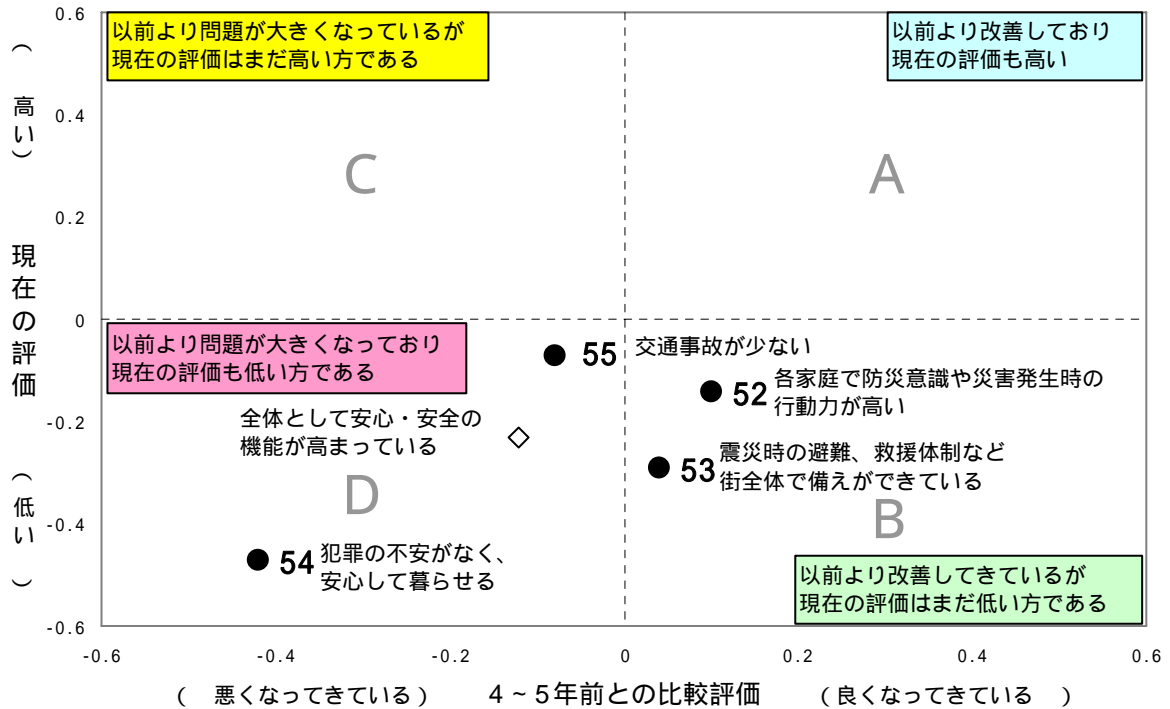 0.6
0.4
0.2
0
-0.2
-0.4
-0.6
（ 高い） 現在の評価 （低い ）
以前より問題が大きくなっているが
現在の評価はまだ高い方である
以前より改善しており
現在の評価も高い
C
A
以前より問題が大きくなっており
現在の評価も低い方である
55 交通事故が少ない
52 各家庭で防災意識や災害発生時の
行動力が高い
全体として安心・安全の
機能が高まっている
53 震災時の避難、救援体制など
街全体で備えができている
D
B
54 犯罪の不安がなく、
安心して暮らせる
以前より改善してきているが
現在の評価はまだ低い方である
-0.6 -0.4 -0.2 0 0.2 0.4 0.6
（ 悪くなってきている） 4～5年前との比較評価 （良くなってきている ）